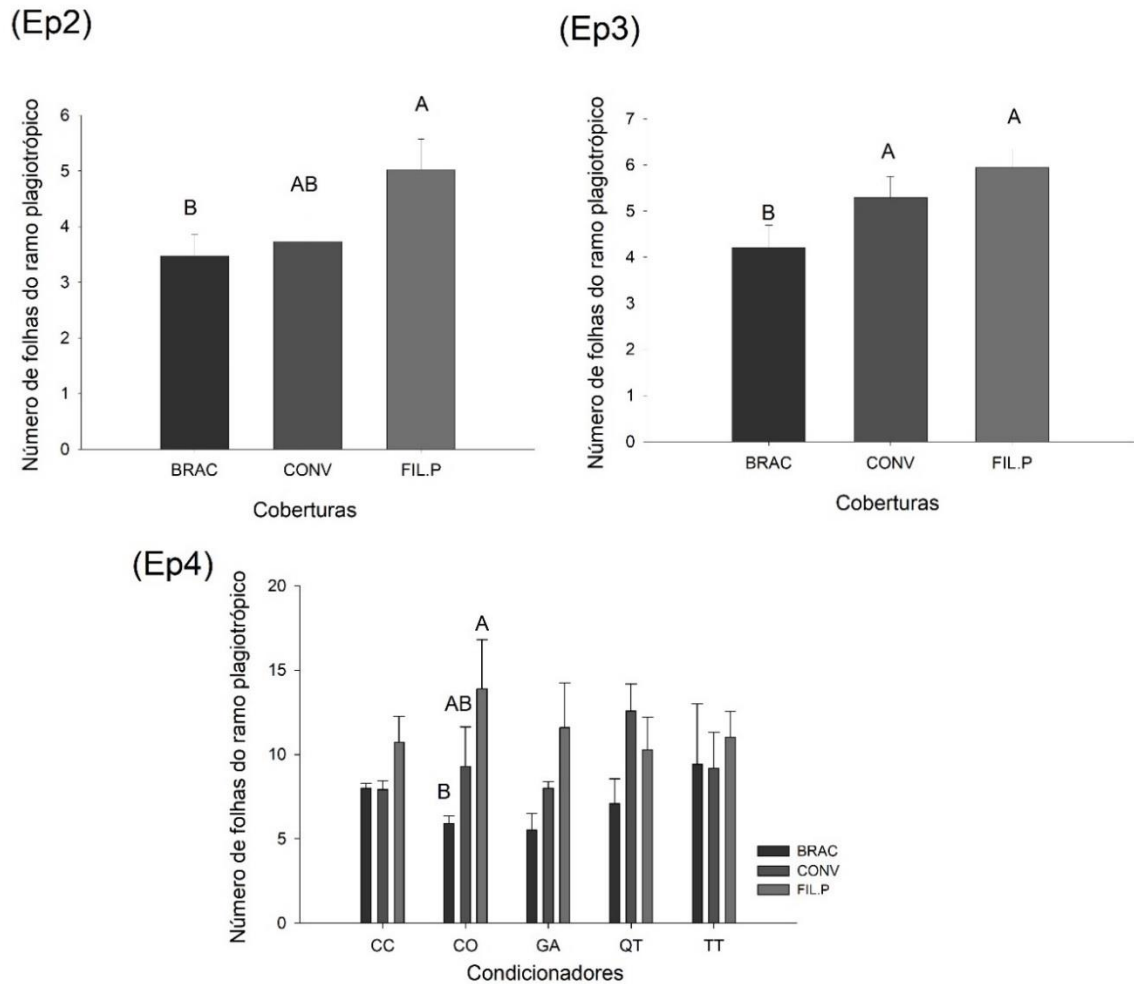 (Ep2)
Número de folhas do ramo plagiotrópico
6
5
4
3
2
1
0
B
AB
A
BRAC CONV FIL.P
Coberturas
(Ep3)
Número de folhas do ramo plagiotrópico
7
6
5
4
3
2
1
0
B
A
A
BRAC CONV FIL.P
Coberturas
(Ep4)
Número de folhas do ramo plagiotrópico
20
15
10
5
0
B
AB
A
CC CO GA QT TT
Condicionadores
BRAC
CONV
FIL.P